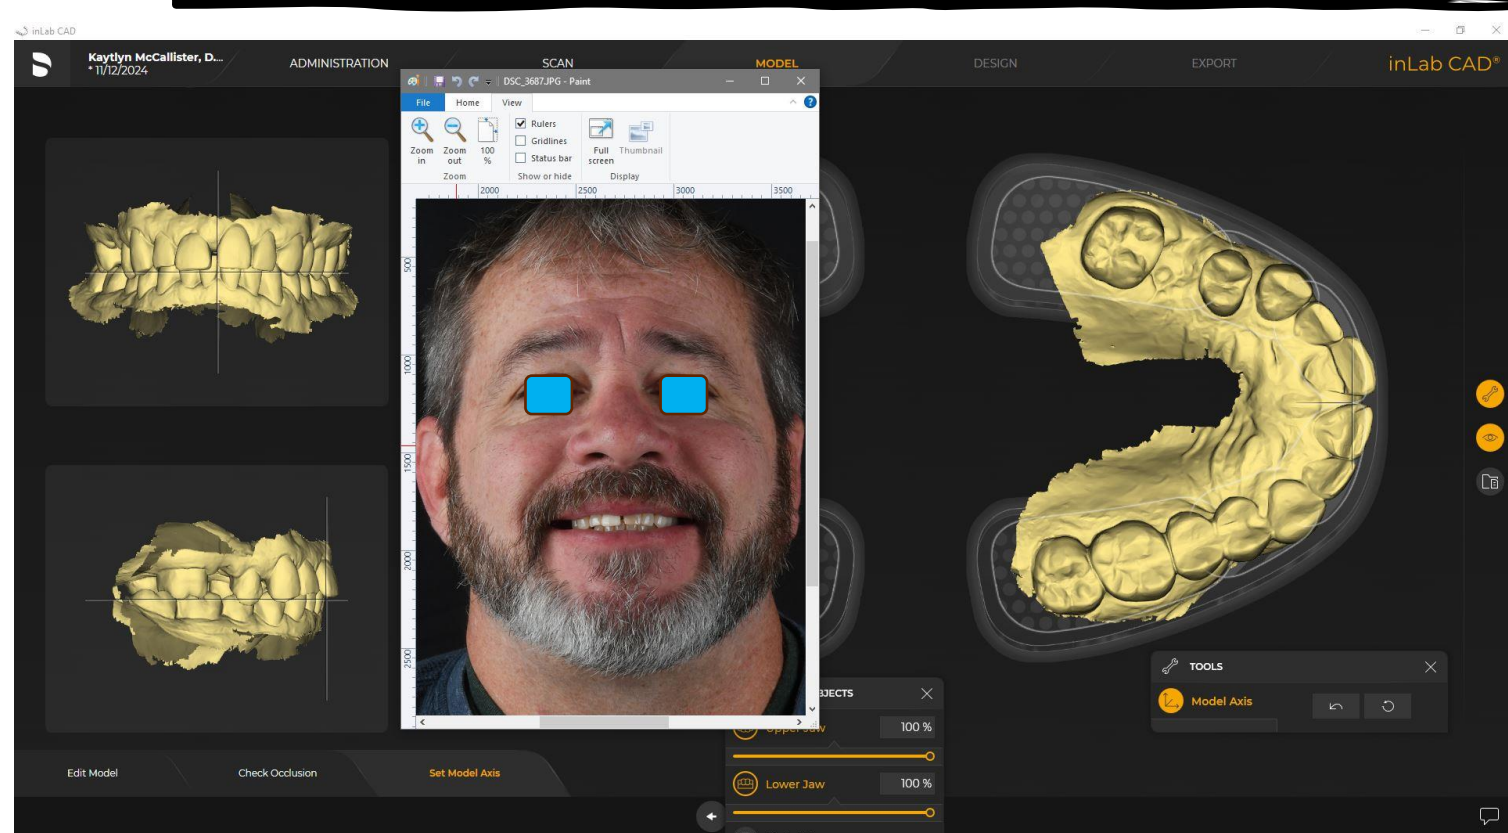 inLab CAD
Kaytlyn McCallister, D...
* 11/12/2024
ADMINISTRATION
SCAN
MODEL
DESIGN
EXPORT
inLab CAD®
DSC_3687.JPG - Paint
File
Home
View
Zoom in
Zoom out
100 %
Rulers
Gridlines
Status bar
Full screen
Thumbnail
Zoom
Show or hide
Display
2000
2500
3000
3500
500
1000
1500
2000
2500
TOOLS
Model Axis
BJECTS
Upper Jaw
100 %
Lower Jaw
100 %
Edit Model
Check Occlusion
Set Model Axis